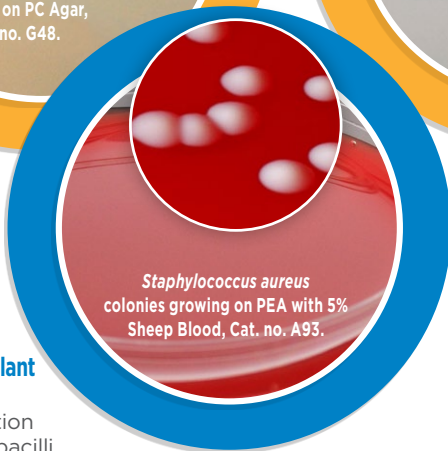 on PC Agar,
no. G48.
Staphylococcus aureus
colonies growing on PEA with 5%
Sheep Blood, Cat. no. A93.
lant
tion
bacilli